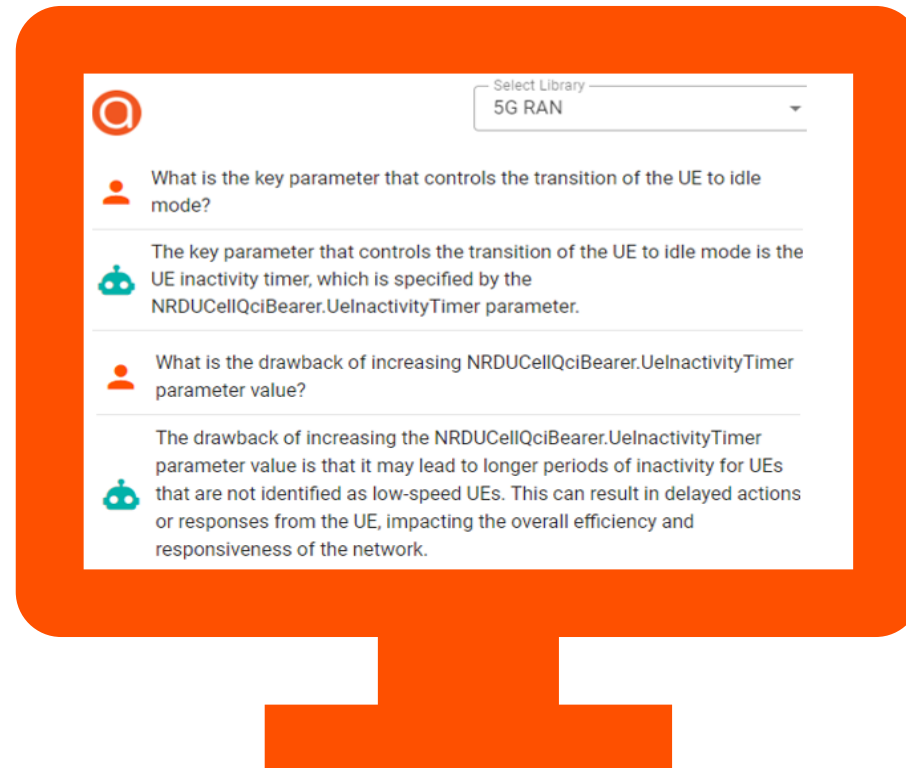 Select Library
5G RAN
What is the key parameter that controls the transition of the UE to idle
mode?
The key parameter that controls the transition of the UE to idle mode is the
UE inactivity timer, which is specified by the
NRDUCellQciBearer.UeInactivityTimer parameter.
What is the drawback of increasing NRDUCellQciBearer.UeInactivityTimer
parameter value?
The drawback of increasing the NRDUCellQciBearer.UeInactivityTimer
parameter value is that it may lead to longer periods of inactivity for UEs
that are not identified as low-speed UEs. This can result in delayed actions
or responses from the UE, impacting the overall efficiency and
responsiveness of the network.